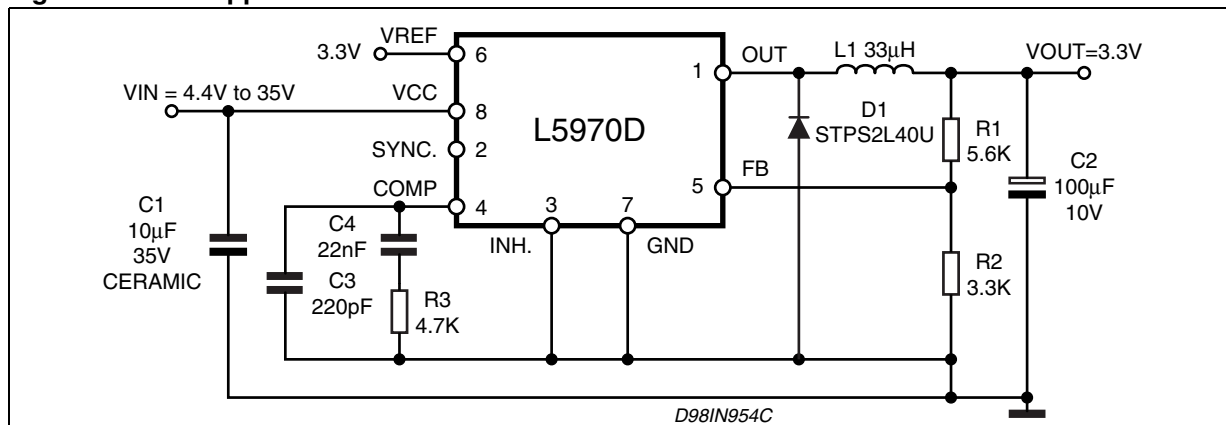 VREF
3.3V
6
VIN = 4.4V to 35V
VCC
8
SYNC.
2
COMP
4
L5970D
1
OUT
L1 33µH
VOUT=3.3V
D1
STPS2L40U
R1
5.6K
C2
100µF
10V
5
FB
3
7
INH.
GND
C1
10µF
35V
CERAMIC
C4
22nF
C3
220pF
R3
4.7K
R2
3.3K
D98IN954C